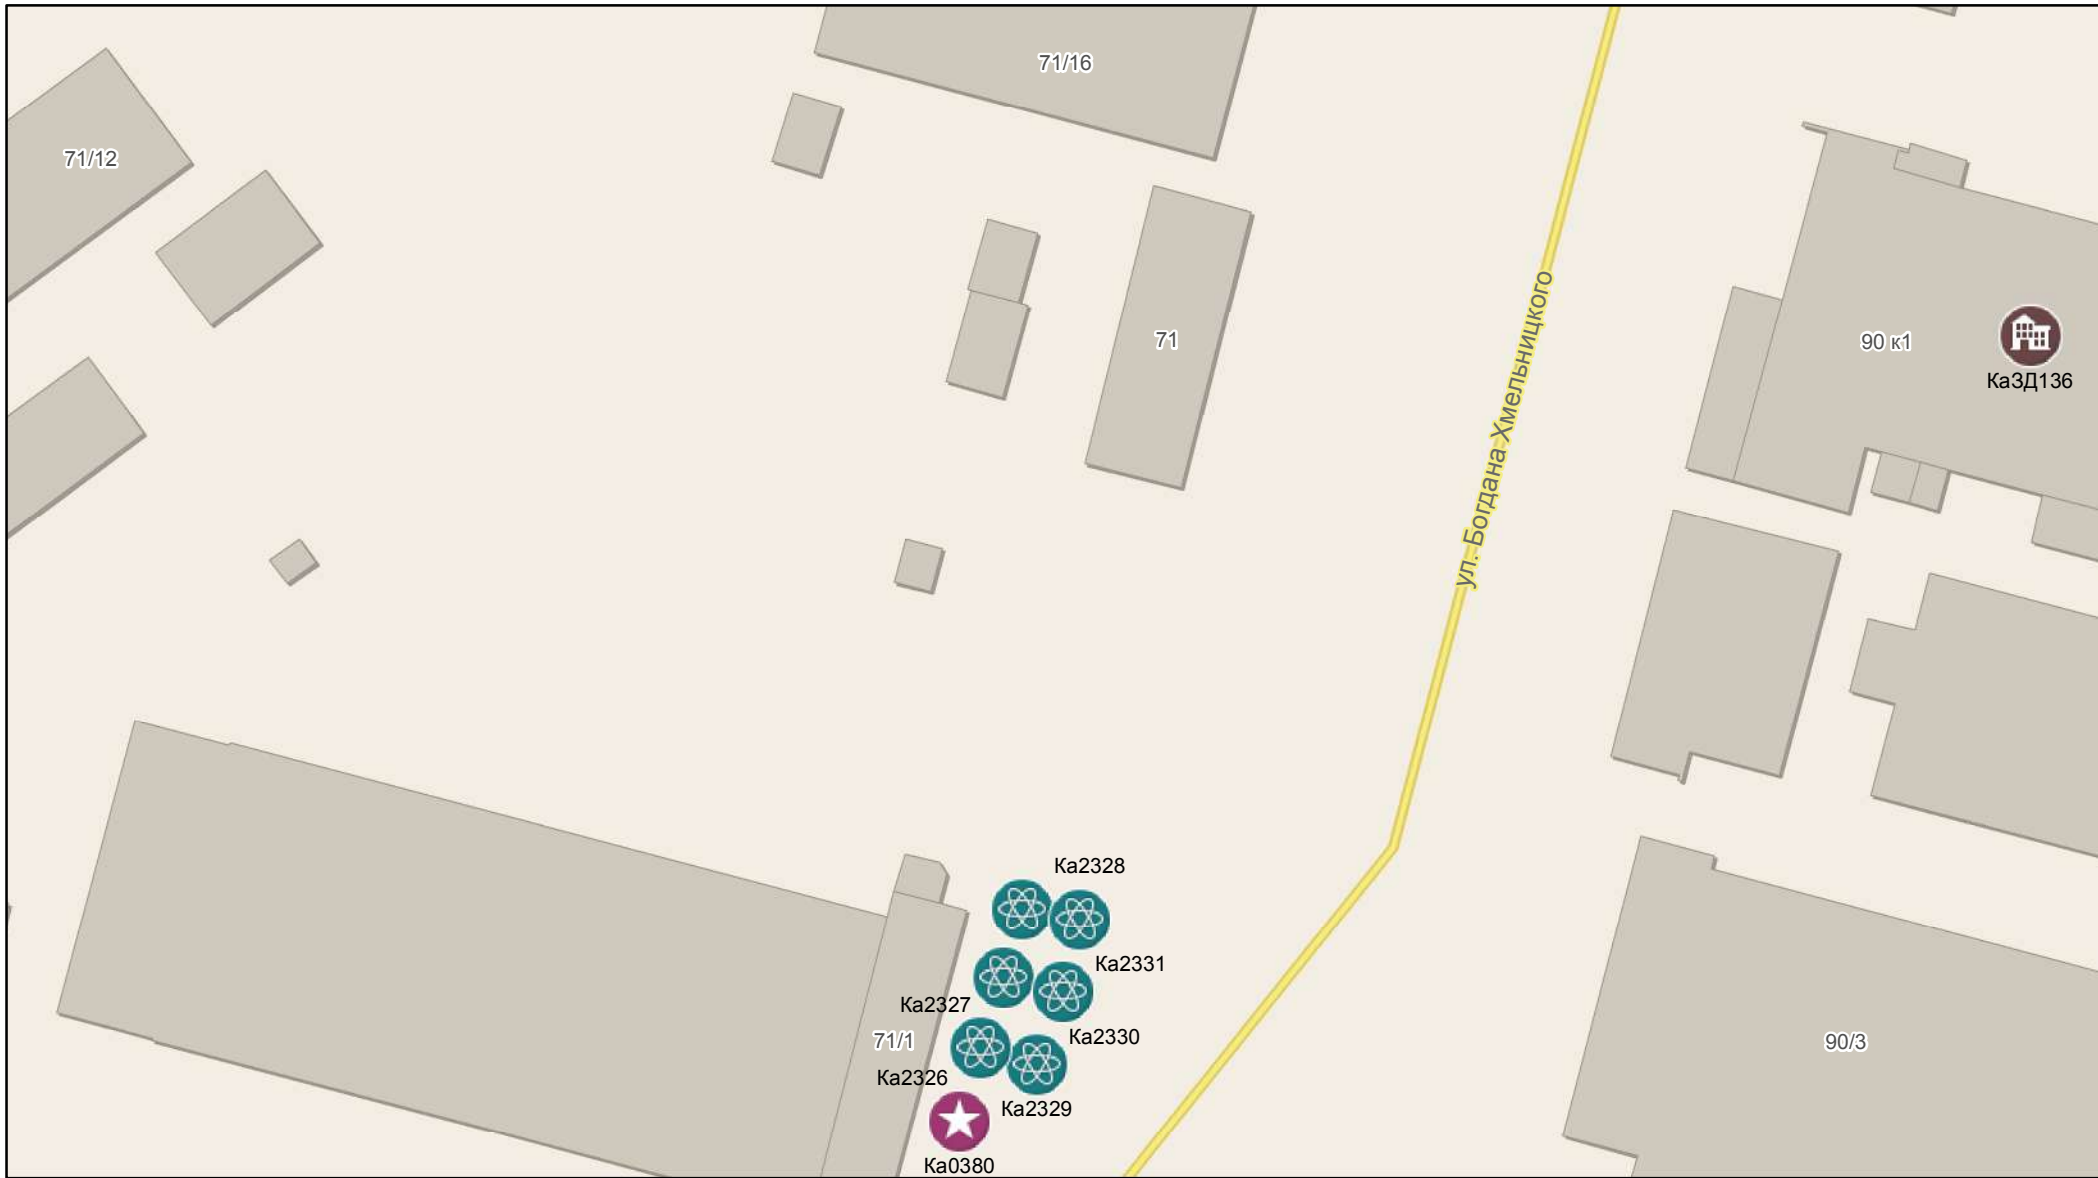 71/16
71/12
71
ул. Богдана Хмельницкого
90 к1
КаЗД136
Ка2328
Ка2331
Ка2327
71/1
Ка2330
90/3
Ка2326
Ка2329
Ка0380